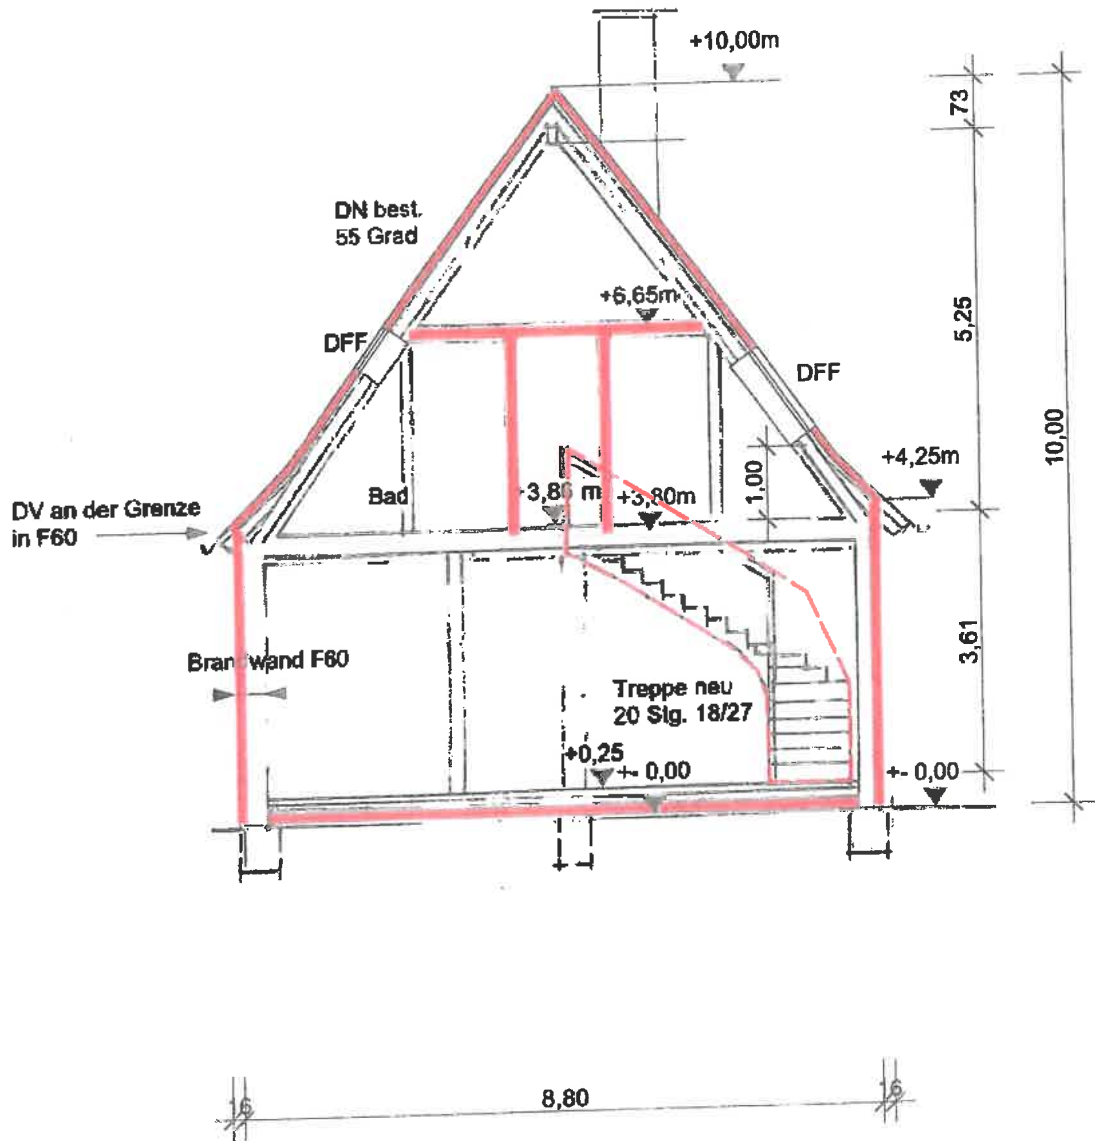 +10,00m
73
DN best.
55 Grad
+6,65m
5,25
DFF
DFF
10,00
+4,25m
1,00
Bad
+3,86 m
+3,80m
DV an der Grenze
in F60
3,61
Brandwand F60
Treppe neu
20 Stg. 18/27
+0,25
+- 0,00
+- 0,00
16
8,80
16